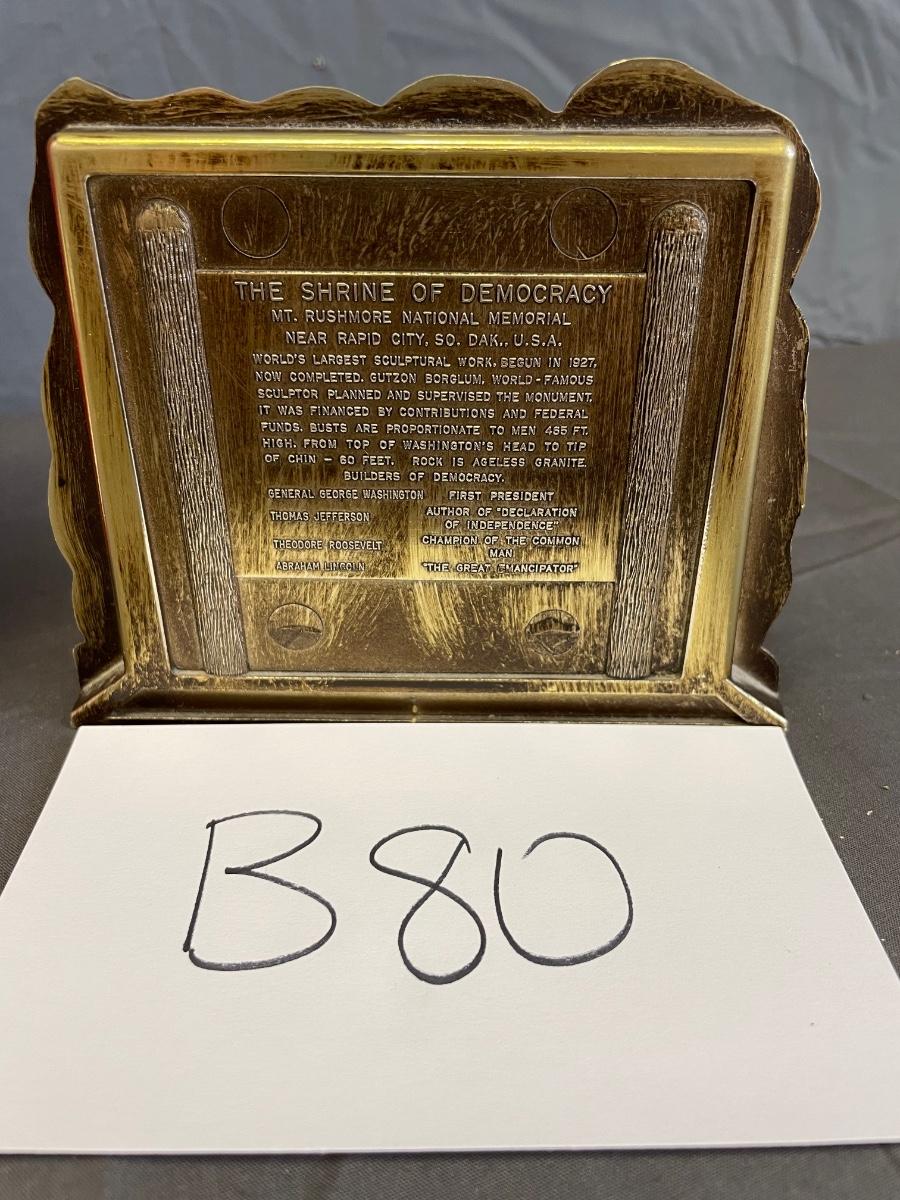 THE SHRINE OF DEMOCRACY
MT. RUSHMORE NATIONAL MEMORIAL
NEAR RAPID CITY, SO. DAK., U.S.A.
WORLD'S LARGEST SCULPTURAL WORK. BEGUN IN 1927,
NOW COMPLETED. GUTZON BORGLUM, WORLD-FAMOUS
SCULPTOR PLANNED AND SUPERVISED THE MONUMENT.
IT WAS FINANCED BY CONTRIBUTIONS AND FEDERAL
FUNDS. BUSTS ARE PROPORTIONATE TO MEN 465 FT.
HIGH. FROM TOP OF WASHINGTON'S HEAD TO TIP
OF CHIN - 60 FEET. ROCK IS AGELESS GRANITE.
BUILDERS OF DEMOCRACY.
GENERAL GEORGE WASHINGTON FIRST PRESIDENT
THOMAS JEFFERSON AUTHOR OF "DECLARATION
OF INDEPENDENCE"
THEODORE ROOSEVELT CHAMPION OF THE COMMON
MAN
ABRAHAM LINCOLN "THE GREAT EMANCIPATOR"
B80